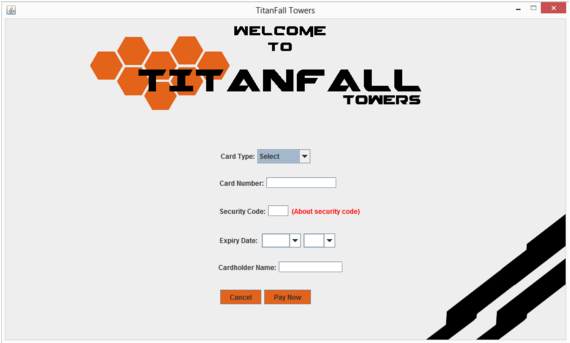 TitanFall Towers
WELCOME
TO
TITANFALL
TOWERS
Card Type: Select
Card Number:
Security Code: (About security code)
Expiry Date:
Cardholder Name:
Cancel Pay Now